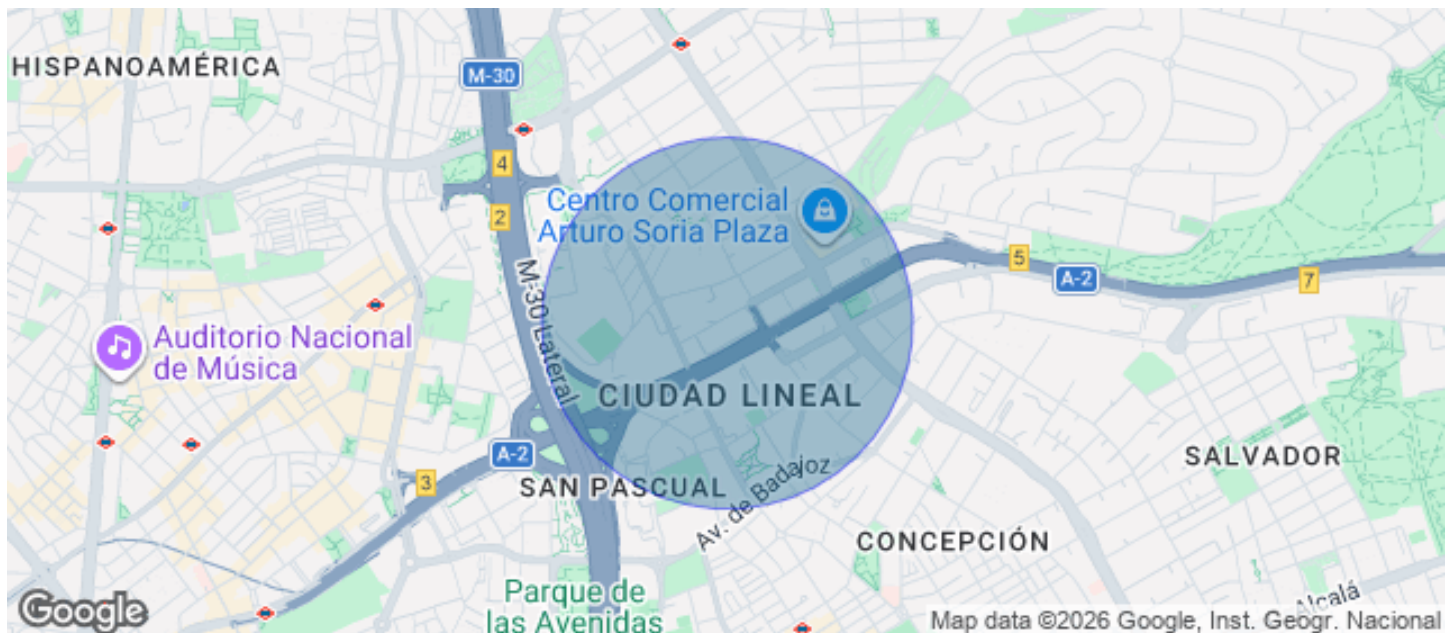 HISPANOAMÉRICA
M-30
4
2
Centro Comercial
Arturo Soria Plaza
5
A-2
7
M-30 Lateral
Auditorio Nacional
de Música
CIUDAD LINEAL
A-2
3
SAN PASCUAL
Av. de Badajoz
SALVADOR
CONCEPCIÓN
Parque de
las Avenidas
Alcalá
Google
Map data ©2026 Google, Inst. Geogr. Nacional